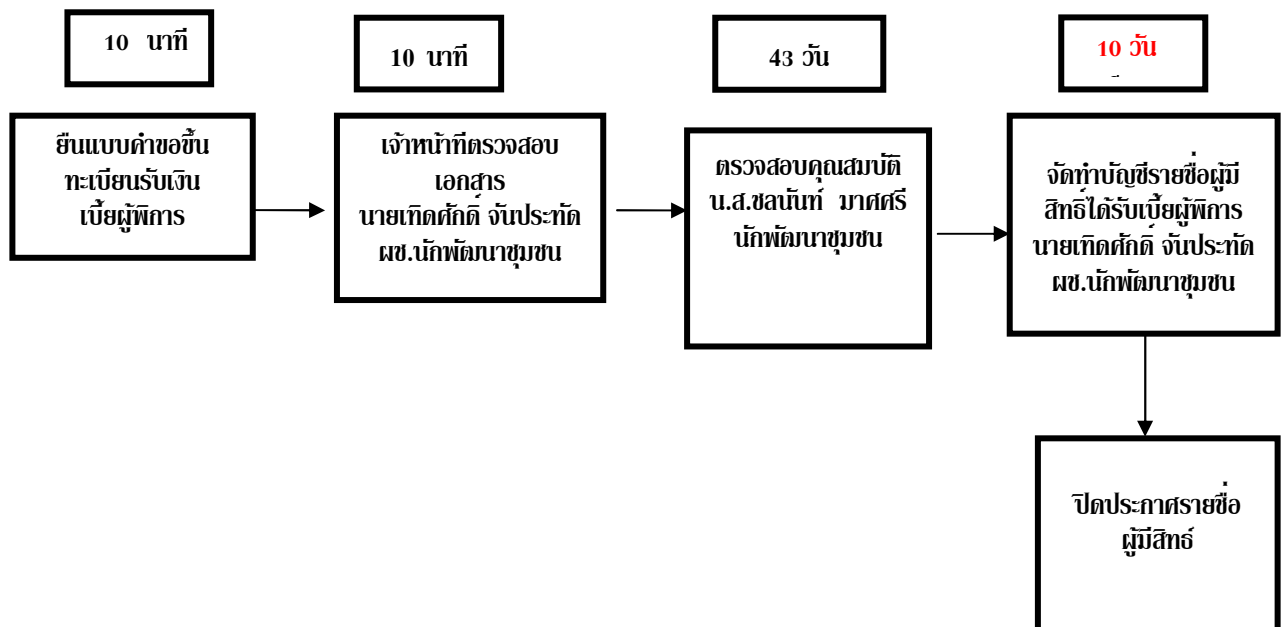 10 นาที
10 นาที
43 วัน
10 วัน
ยืนแบบคำขอขึ้น
ทะเบียนรับเงิน
เบี้ยผู้พิการ
เจ้าหน้าที่ตรวจสอบ
เอกสาร
นายเทิดศักดิ์ จันประทัด
ผช.นักพัฒนาชุมชน
ตรวจสอบคุณสมบัติ
น.ส.ชลนันท์ มาศศรี
นักพัฒนาชุมชน
จัดทำบัญชีรายชื่อผู้มี
สิทธิ์ได้รับเบี้ยผู้พิการ
นายเทิดศักดิ์ จันประทัด
ผช.นักพัฒนาชุมชน
ปิดประกาศรายชื่อ
ผู้มีสิทธ์